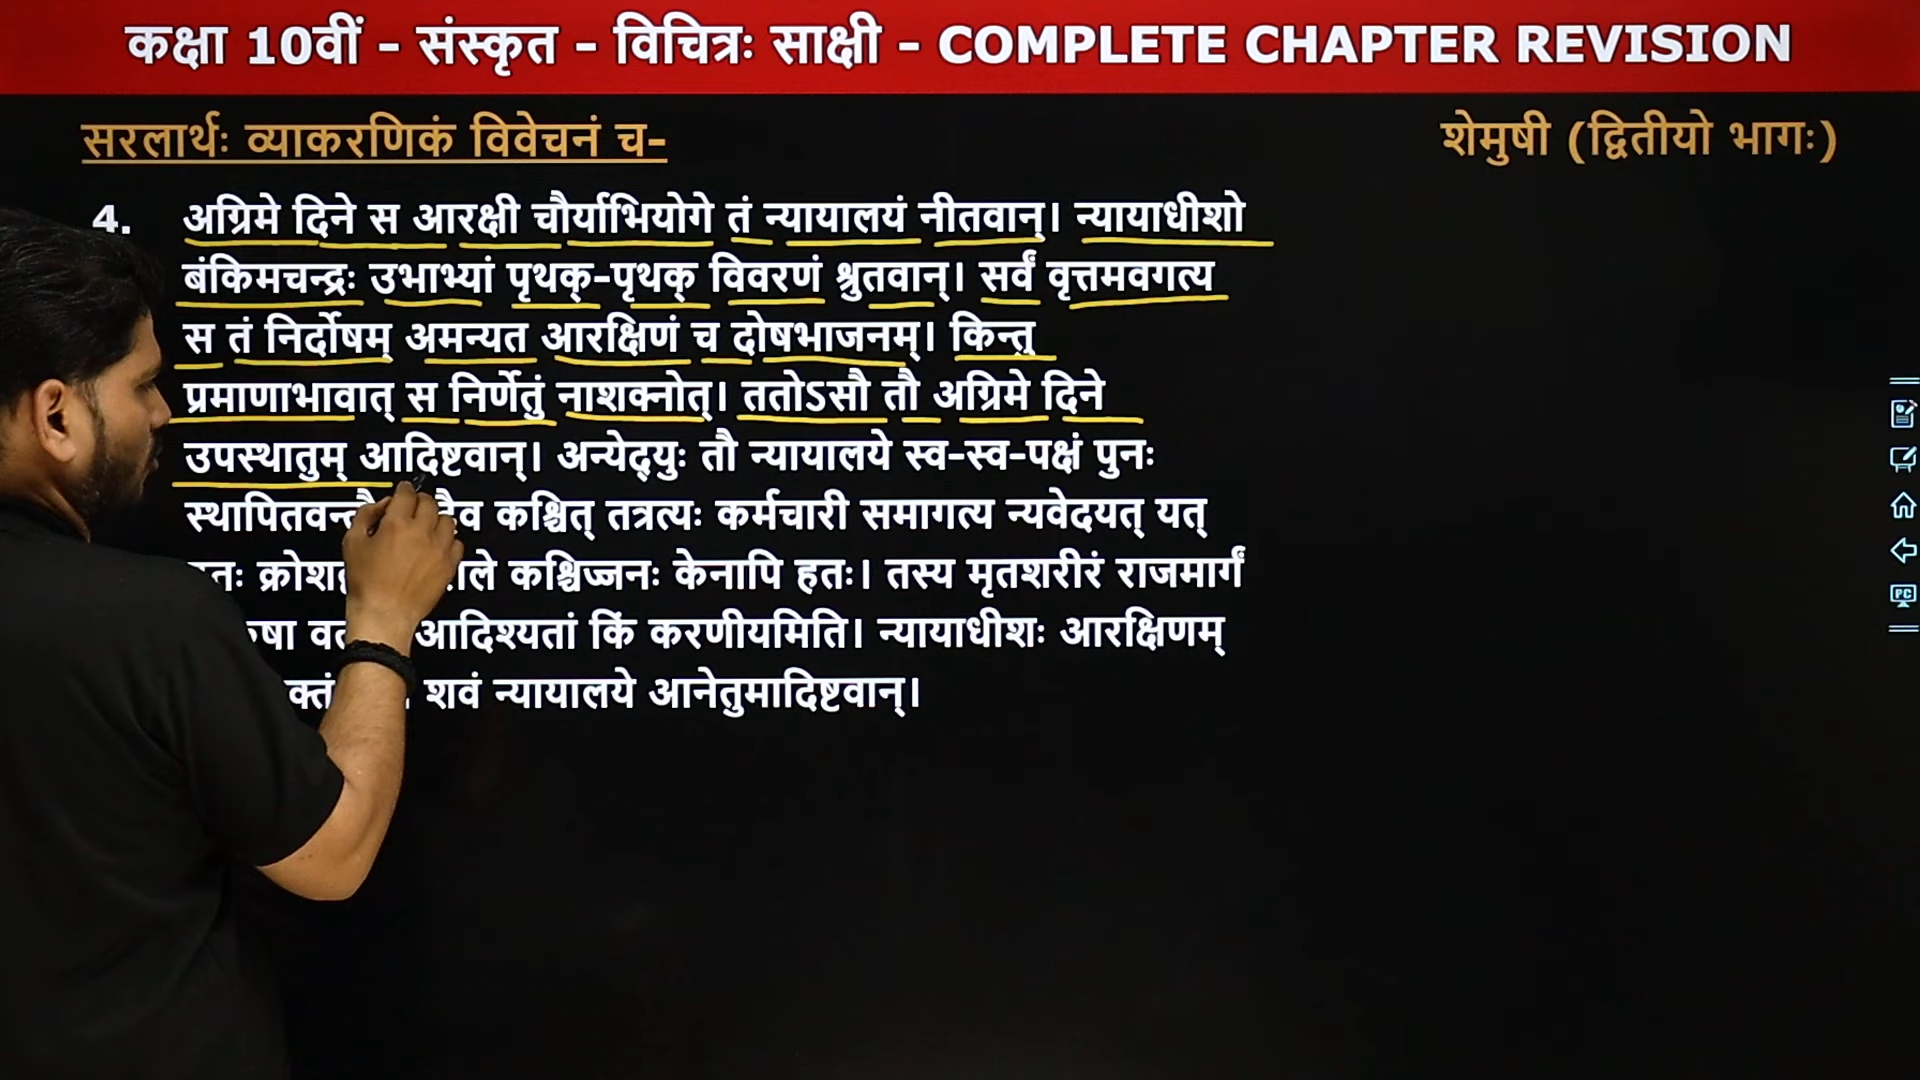 कक्षा 10वीं - संस्कृत - विचित्रः साक्षी - COMPLETE CHAPTER REVISION
सरलार्थः व्याकरणिकं विवेचनं च-
शेमुषी (द्वितीयो भागः)
4. अग्रिमे दिने स आरक्षी चौर्याभियोगे तं न्यायालयं नीतवान्। न्यायाधीशो
बंकिमचन्द्रः उभाभ्यां पृथक्-पृथक् विवरणं श्रुतवान्। सर्वं वृत्तमवगत्य
स तं निर्दोषम् अमन्यत आरक्षिणं च दोषभाजनम्। किन्तु
प्रमाणाभावात् स निर्णेतुं नाशक्नोत्। ततोऽसौ तौ अग्रिमे दिने
उपस्थातुम् आदिष्टवान्। अन्येद्युः तौ न्यायालये स्व-स्व-पक्षं पुनः
कश्चित् तत्रत्यः कर्मचारी समागत्य न्यवेदयत् यत्
कश्चिज्जनः केनापि हतः। तस्य मृतशरीरं राजमार्गं
आदिश्यतां किं करणीयमिति। न्यायाधीशः आरक्षिणम्
शवं न्यायालये आनेतुमादिष्टवान्।
PC